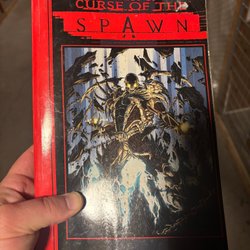 CURSE OF THE
SPAWN